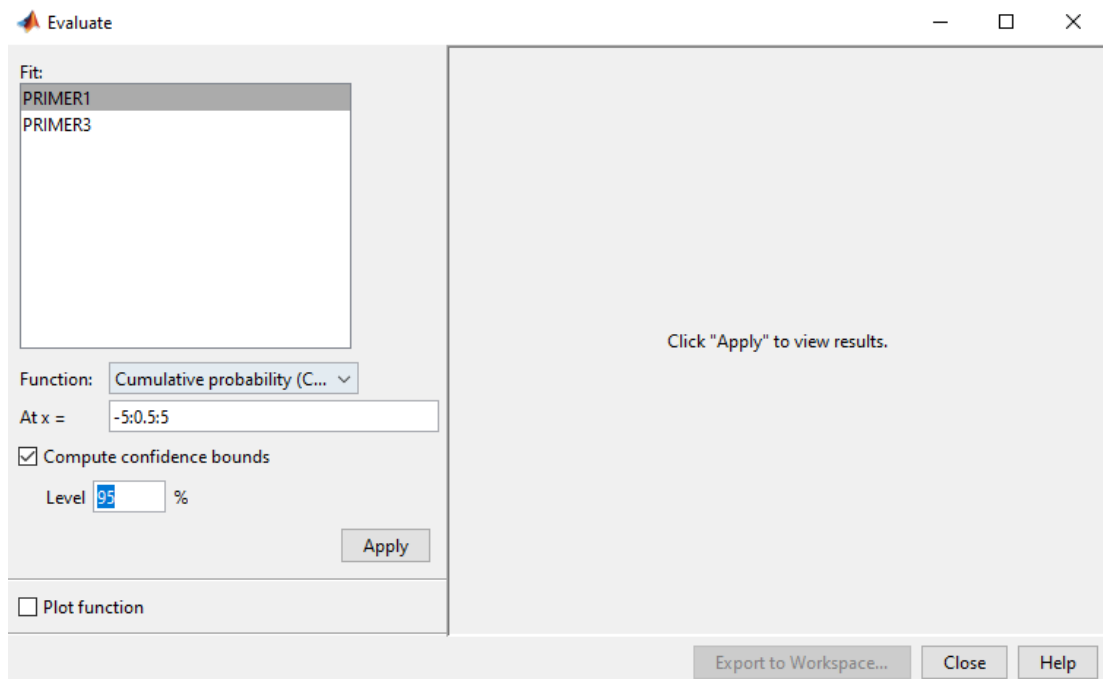 Evaluate
Fit:
PRIMER1
PRIMER3
Function: Cumulative probability (C...
At x = -5:0.5:5
Compute confidence bounds
Level 95 %
Apply
Plot function
Click "Apply" to view results.
Export to Workspace... Close Help